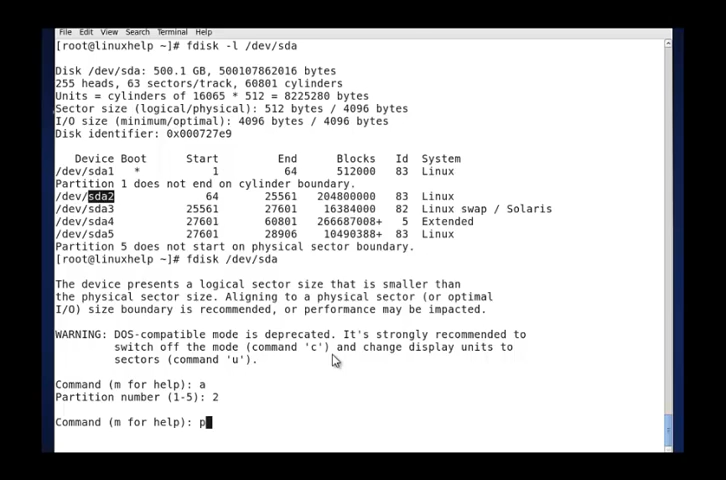 File Edit View Search Terminal Help
[root@linuxhelp ~]# fdisk -l /dev/sda
Disk /dev/sda: 500.1 GB, 500107862016 bytes
255 heads, 63 sectors/track, 60801 cylinders
Units = cylinders of 16065 * 512 = 8225280 bytes
Sector size (logical/physical): 512 bytes / 4096 bytes
I/O size (minimum/optimal): 4096 bytes / 4096 bytes
Disk identifier: 0x000727e9
Device Boot Start End Blocks Id System
/dev/sda1 * 1 64 512000 83 Linux
Partition 1 does not end on cylinder boundary.
/dev/sda2 64 25561 204800000 83 Linux
/dev/sda3 25561 27601 16384000 82 Linux swap / Solaris
/dev/sda4 27601 60801 266687008+ 5 Extended
/dev/sda5 27601 28906 10490388+ 83 Linux
Partition 5 does not start on physical sector boundary.
[root@linuxhelp ~]# fdisk /dev/sda
The device presents a logical sector size that is smaller than
the physical sector size. Aligning to a physical sector (or optimal
I/O) size boundary is recommended, or performance may be impacted.
WARNING: DOS-compatible mode is deprecated. It's strongly recommended to
switch off the mode (command 'c') and change display units to
sectors (command 'u').
Command (m for help): a
Partition number (1-5): 2
Command (m for help): p